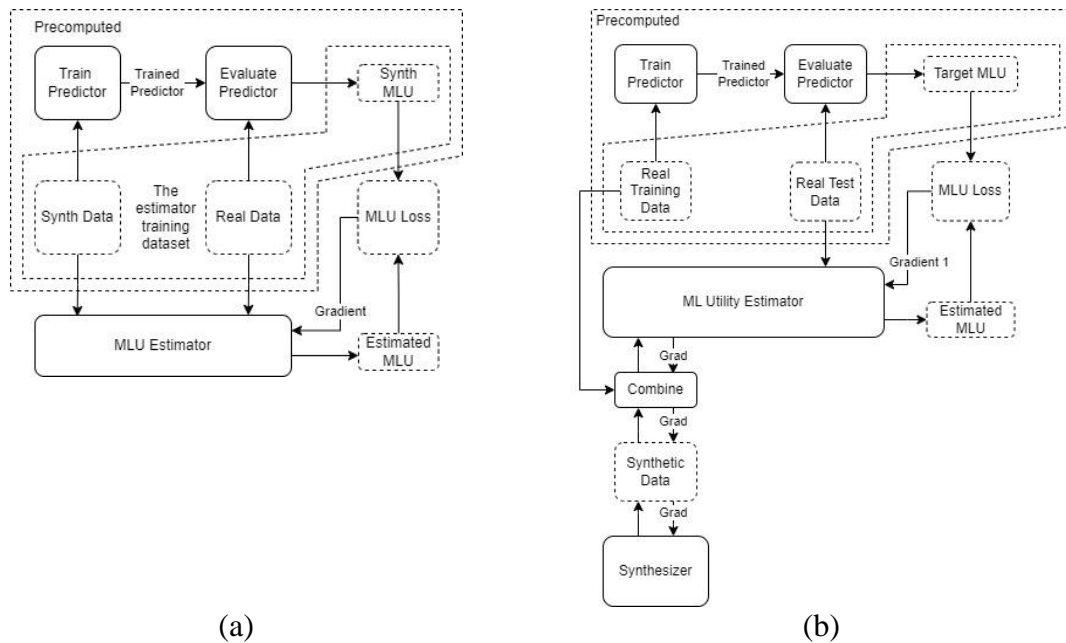 Precomputed
Train
Predictor
Trained
Predictor
Evaluate
Predictor
Synth
MLU
Synth Data
The
estimator
training
dataset
Real Data
MLU Loss
Gradient
MLU Estimator
Estimated
MLU
(a)
Precomputed
Train
Predictor
Trained
Predictor
Evaluate
Predictor
Target MLU
Real
Training
Data
Real Test
Data
MLU Loss
Gradient 1
ML Utility Estimator
Estimated
MLU
Grad
Combine
Grad
Synthetic
Data
Grad
Synthesizer
(b)